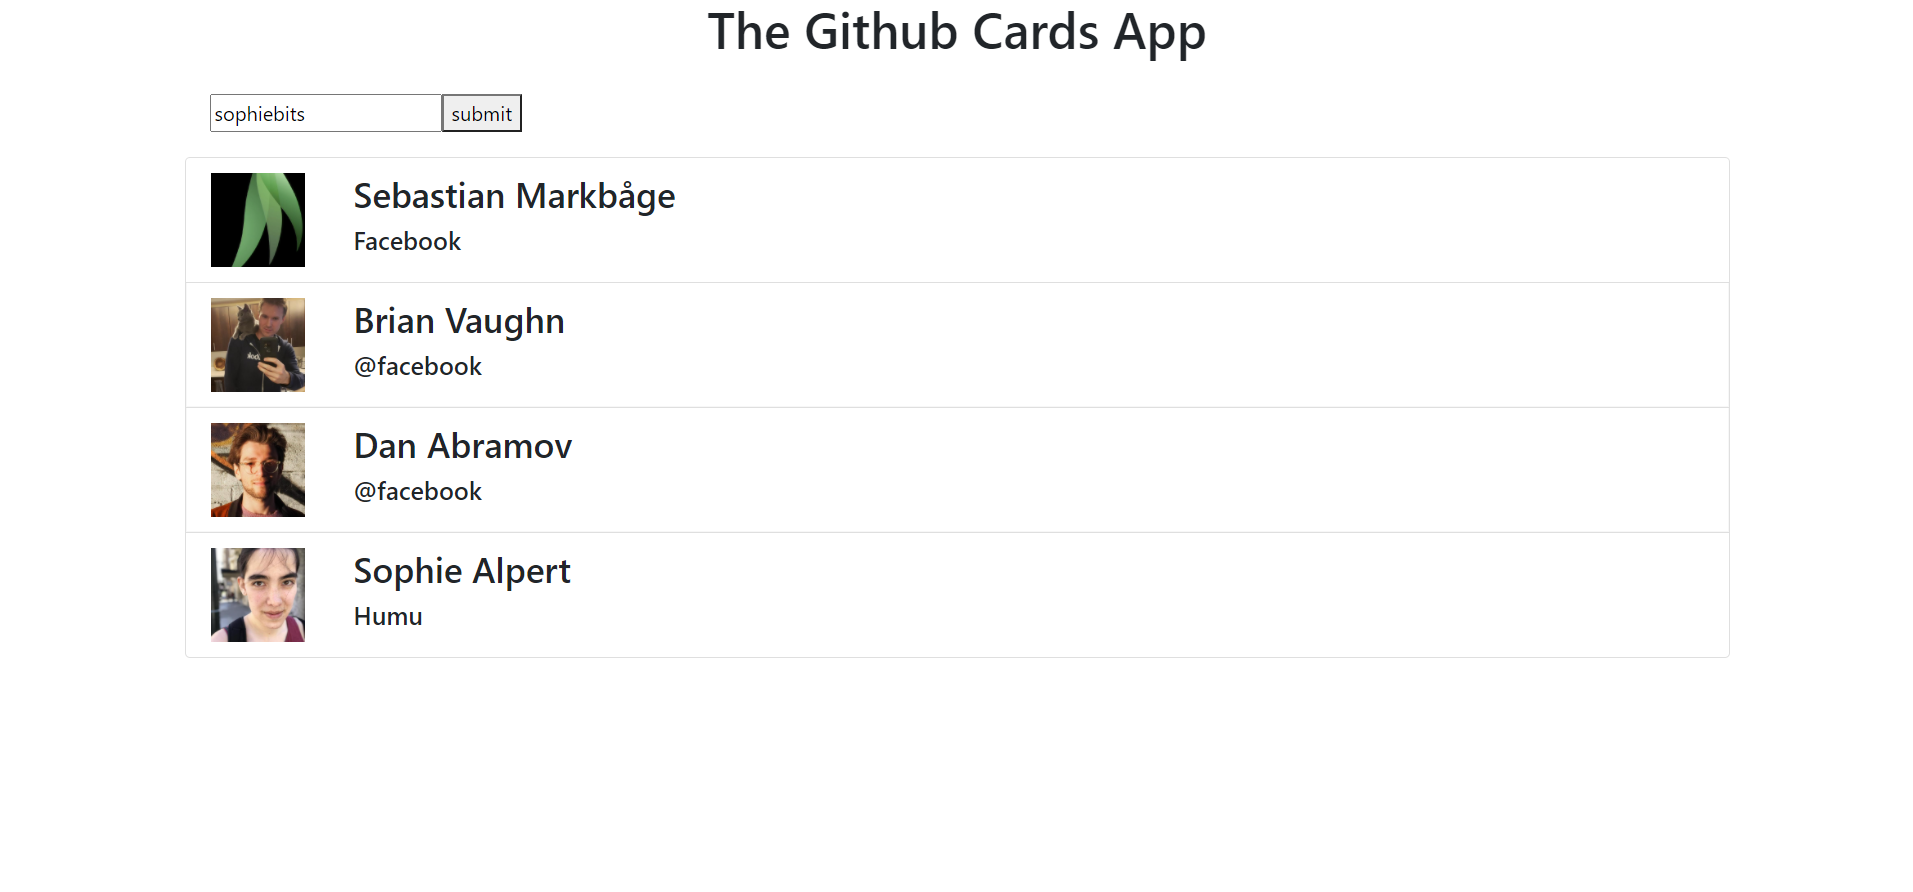 The Github Cards App
sophiebits submit
Sebastian Markbåge
Facebook
Brian Vaughn
@facebook
Dan Abramov
@facebook
Sophie Alpert
Humu